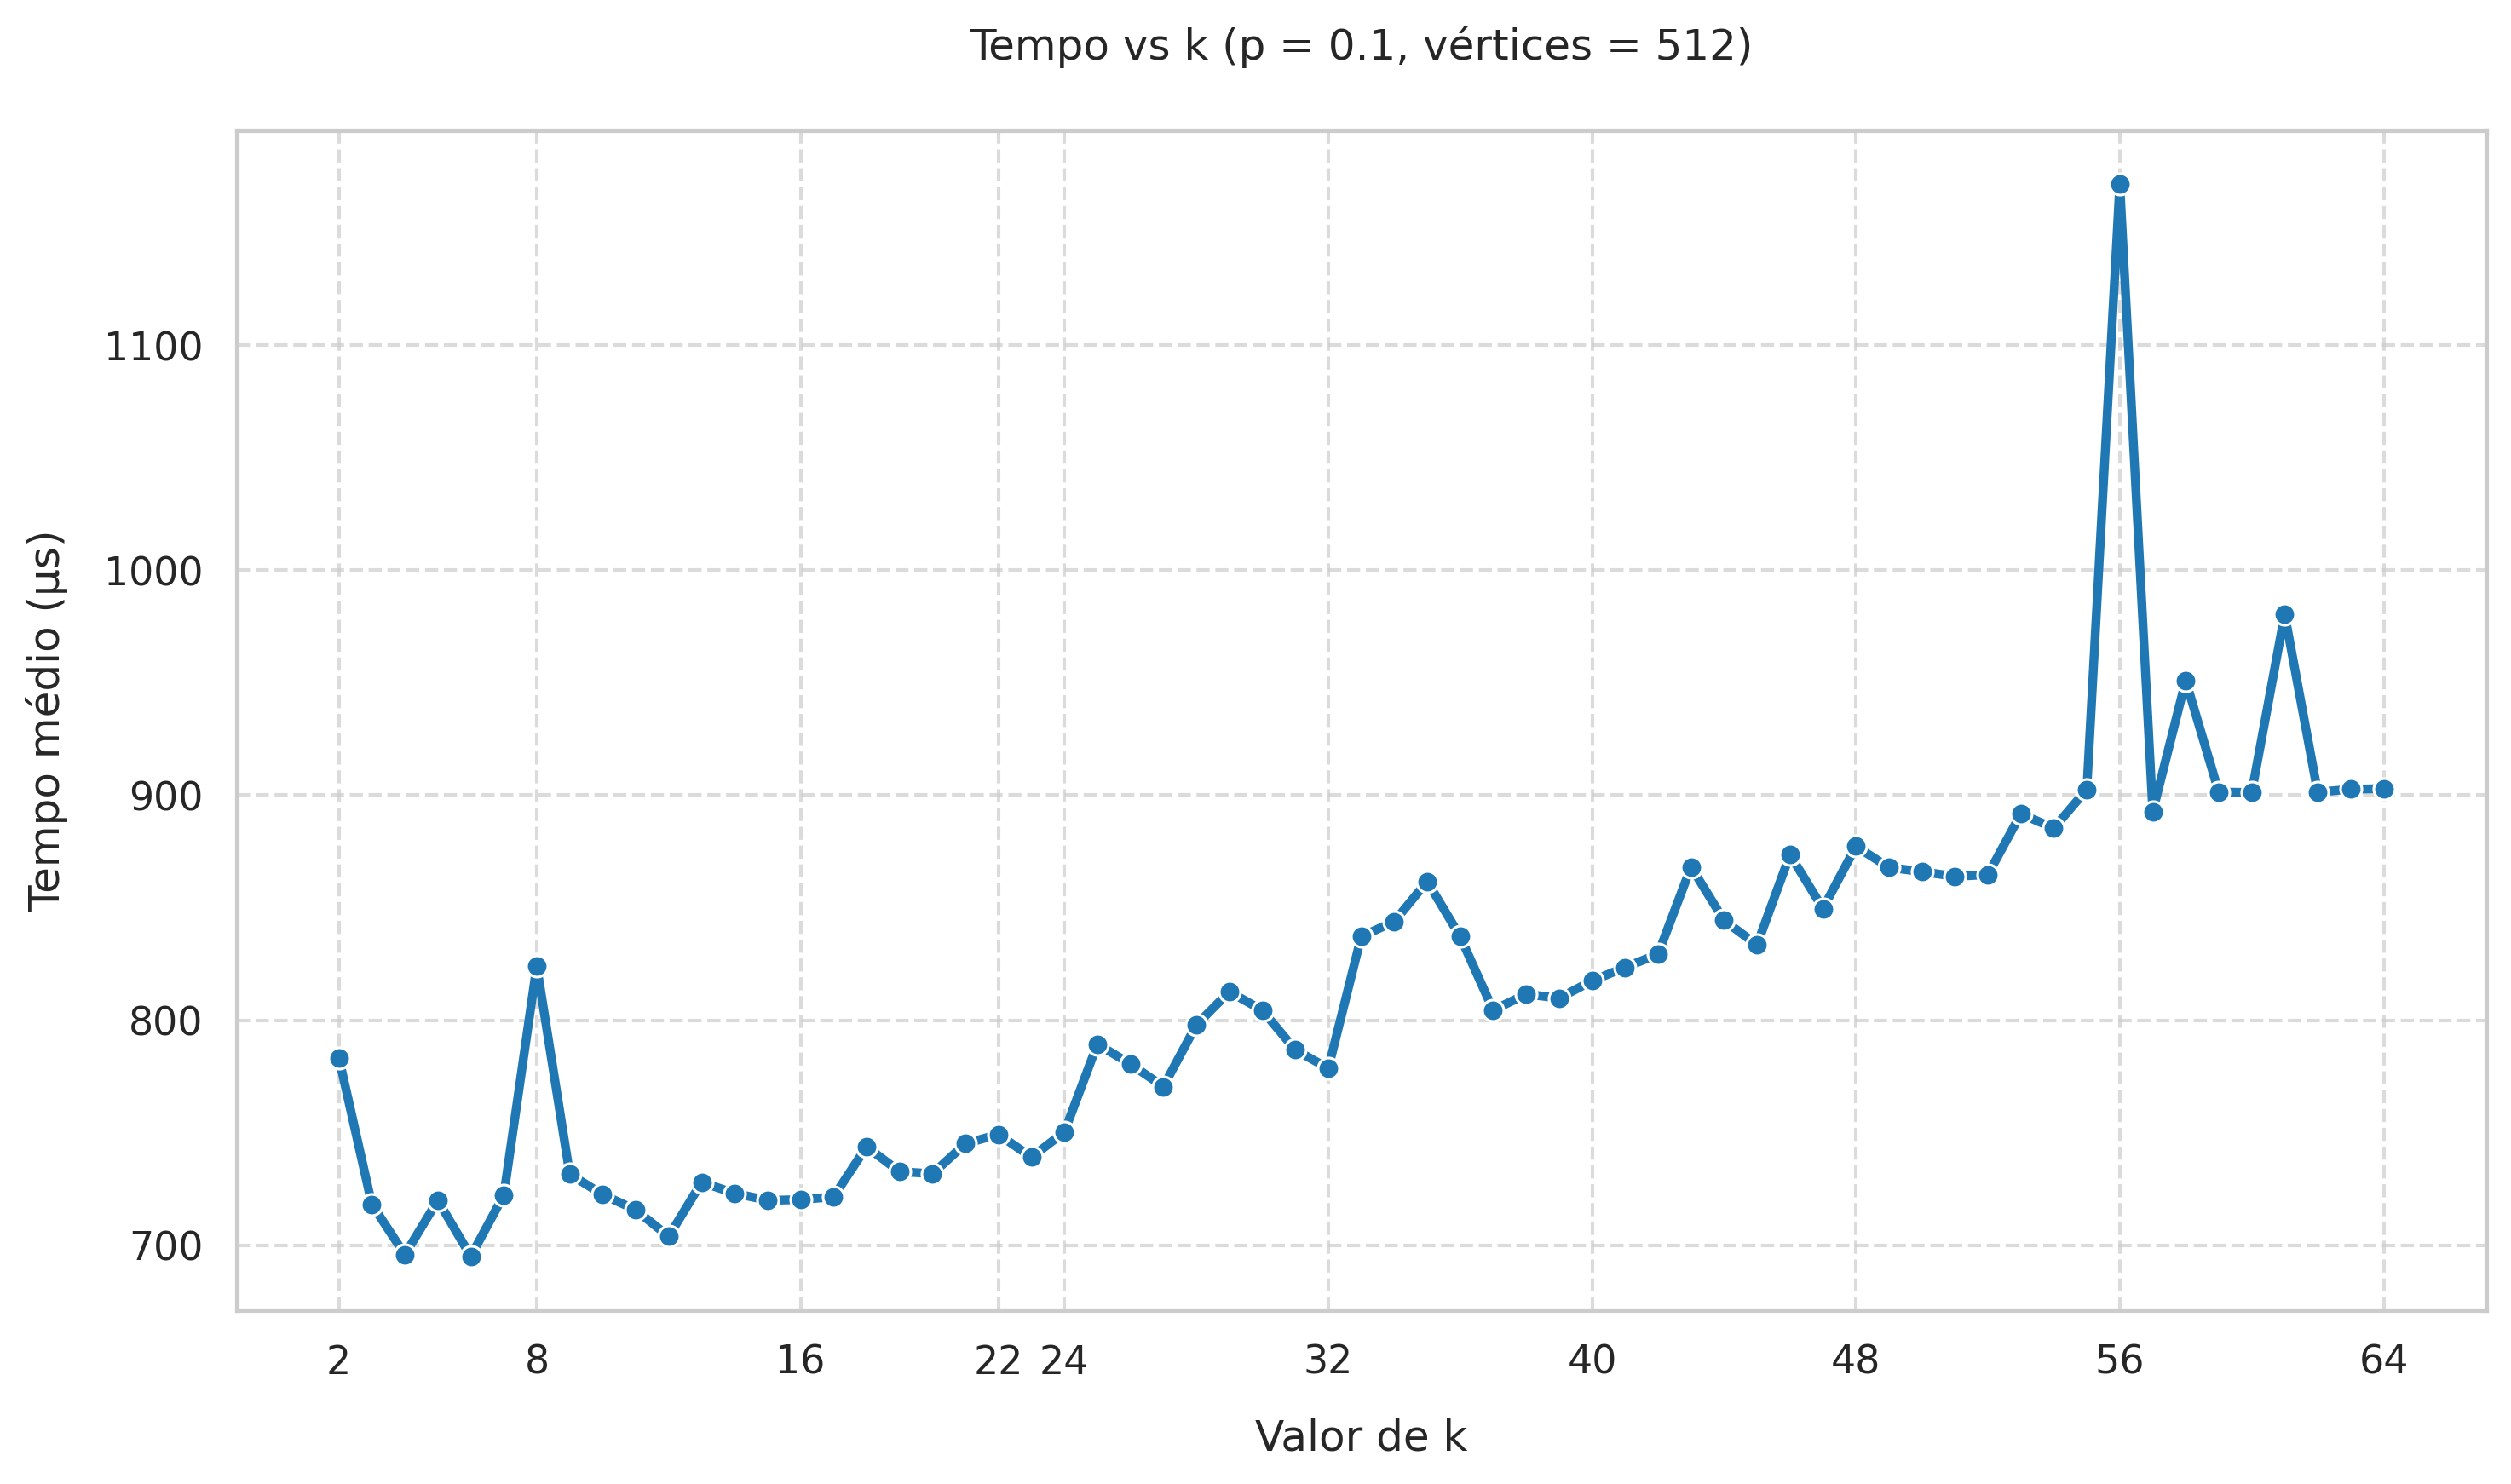 Tempo vs k (p = 0.1, vértices = 512)
Tempo médio (µs)
1100
1000
900
800
700
2 8 16 22 24 32 40 48 56 64
Valor de k